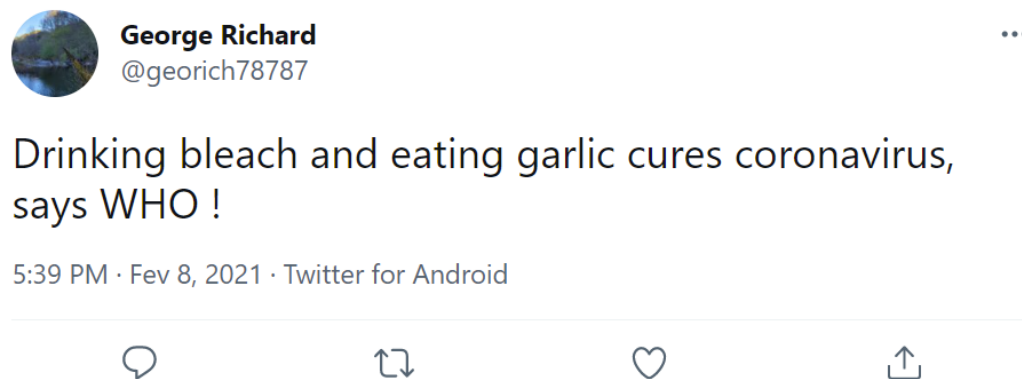 George Richard
@georich78787
Drinking bleach and eating garlic cures coronavirus,
says WHO !
5:39 PM · Fev 8, 2021 · Twitter for Android